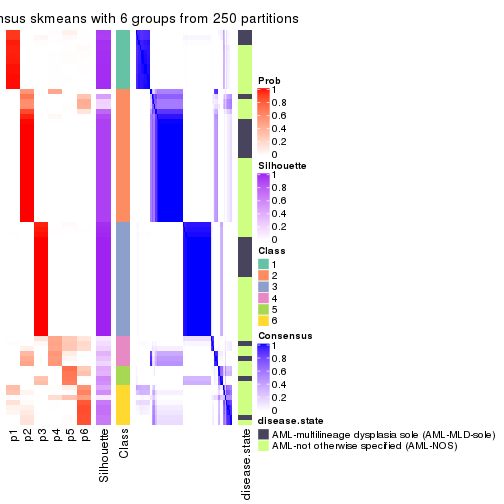 nsus skmeans with 6 groups from 250 partitions
Prob
1
0.8
0.6
0.4
0.2
0
Silhouette
1
0.8
0.6
0.4
0.2
0
Class
1
2
3
4
5
6
Consensus
1
0.8
0.6
0.4
0.2
0
disease.state
AML-multilineage dysplasia sole (AML-MLD-sole)
AML-not otherwise specified (AML-NOS)
p1
p2
p3
p4
p5
p6
Silhouette
Class
disease.state